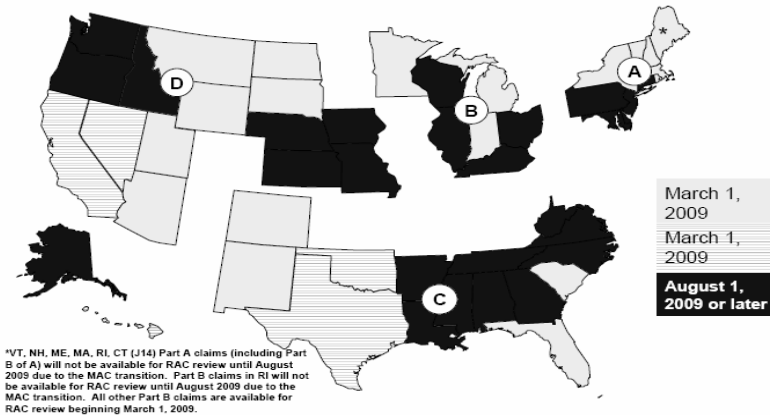 *
A
D
B
March 1,
2009
March 1,
2009
August 1,
2009 or later
C
*VT, NH, ME, MA, RI, CT (J14) Part A claims (including Part
B of A) will not be available for RAC review until August
2009 due to the MAC transition.  Part B claims in RI will not
be available for RAC review until August 2009 due to the
MAC transition.  All other Part B claims are available for
RAC review beginning March 1, 2009.